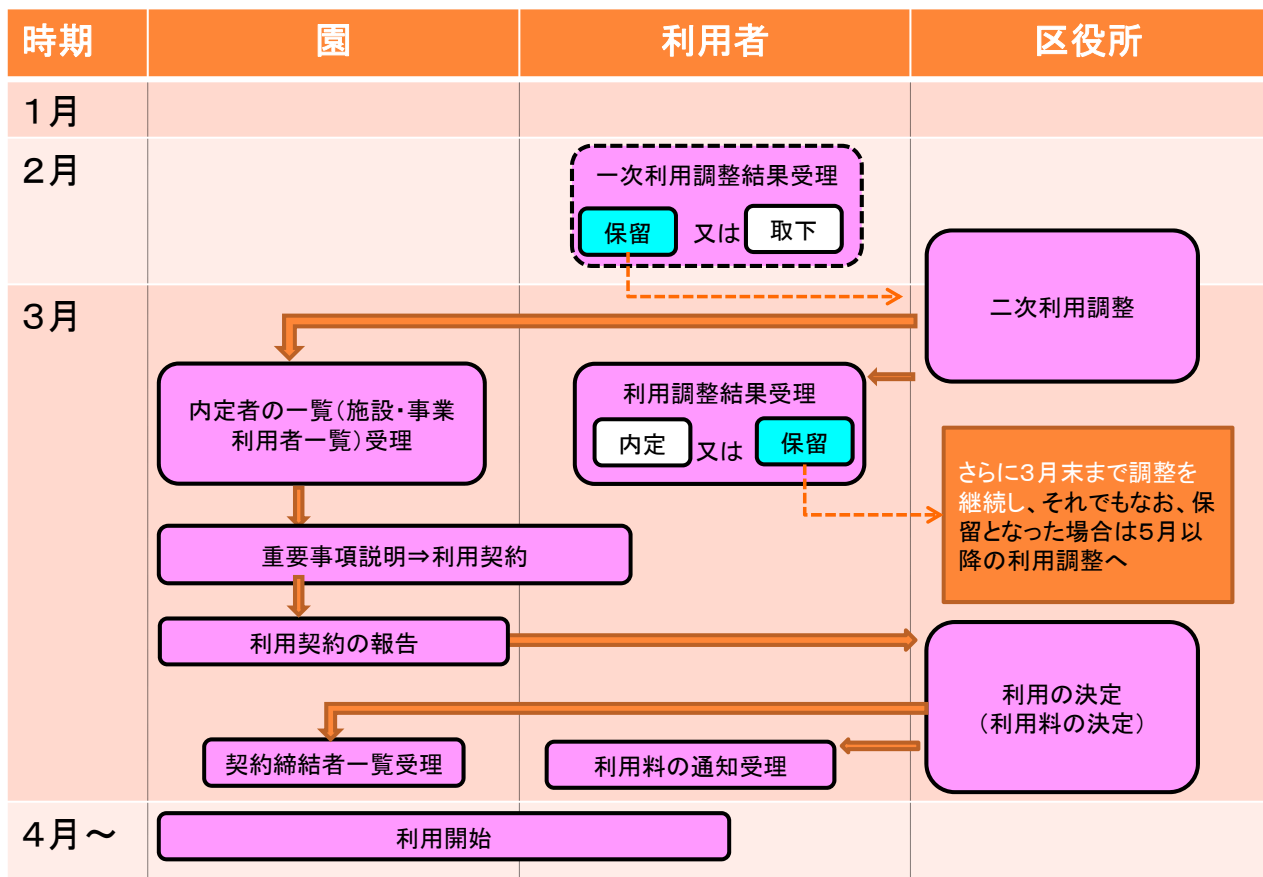 時期
園
利用者
区役所
1月
2月
一次利用調整結果受理
保留
又は
取下
二次利用調整
3月
内定者の一覧(施設・事業
利用者一覧)受理
利用調整結果受理
内定
又は
保留
さらに3月末まで調整を
継続し、それでもなお、保
留となった場合は5月以
降の利用調整へ
重要事項説明⇒利用契約
利用契約の報告
利用の決定
(利用料の決定)
契約締結者一覧受理
利用料の通知受理
4月~
利用開始